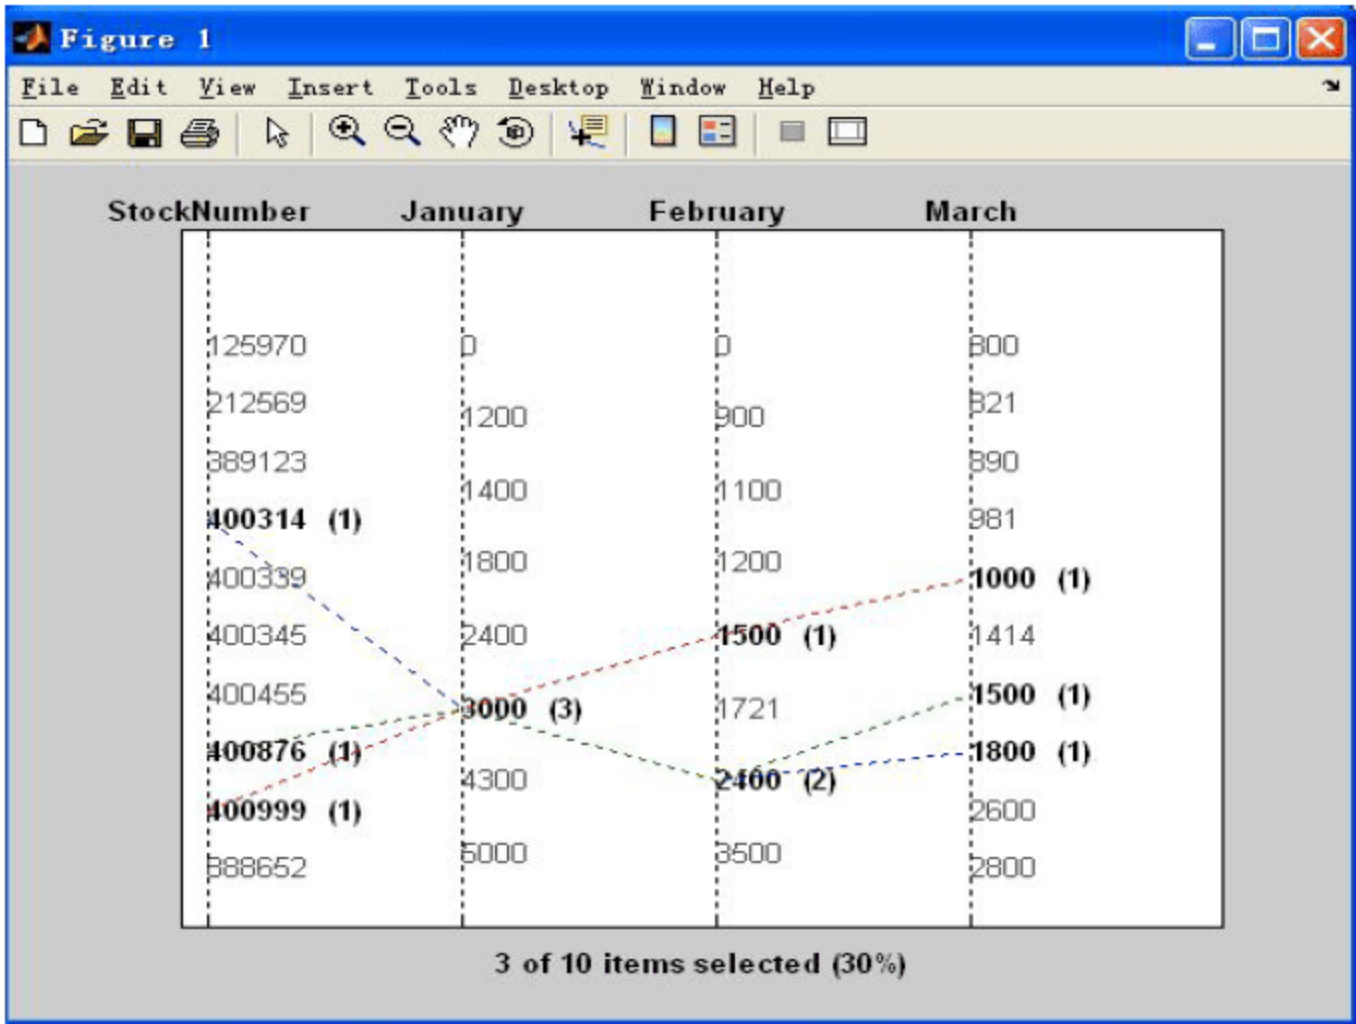 Figure 1
File Edit View Insert Tools Desktop Window Help
StockNumber January February March
125970 0 0 800
212569 1200 900 821
389123 1400 1100 890
400314 (1) 1800 1200 981
400339 2400 1500 (1) 1000 (1)
400345 3000 (3) 1721 1414
400455 4300 2400 (2) 1500 (1)
400876 (1) 5000 3500 1800 (1)
400999 (1) 2600
888652 2800
3 of 10 items selected (30%)